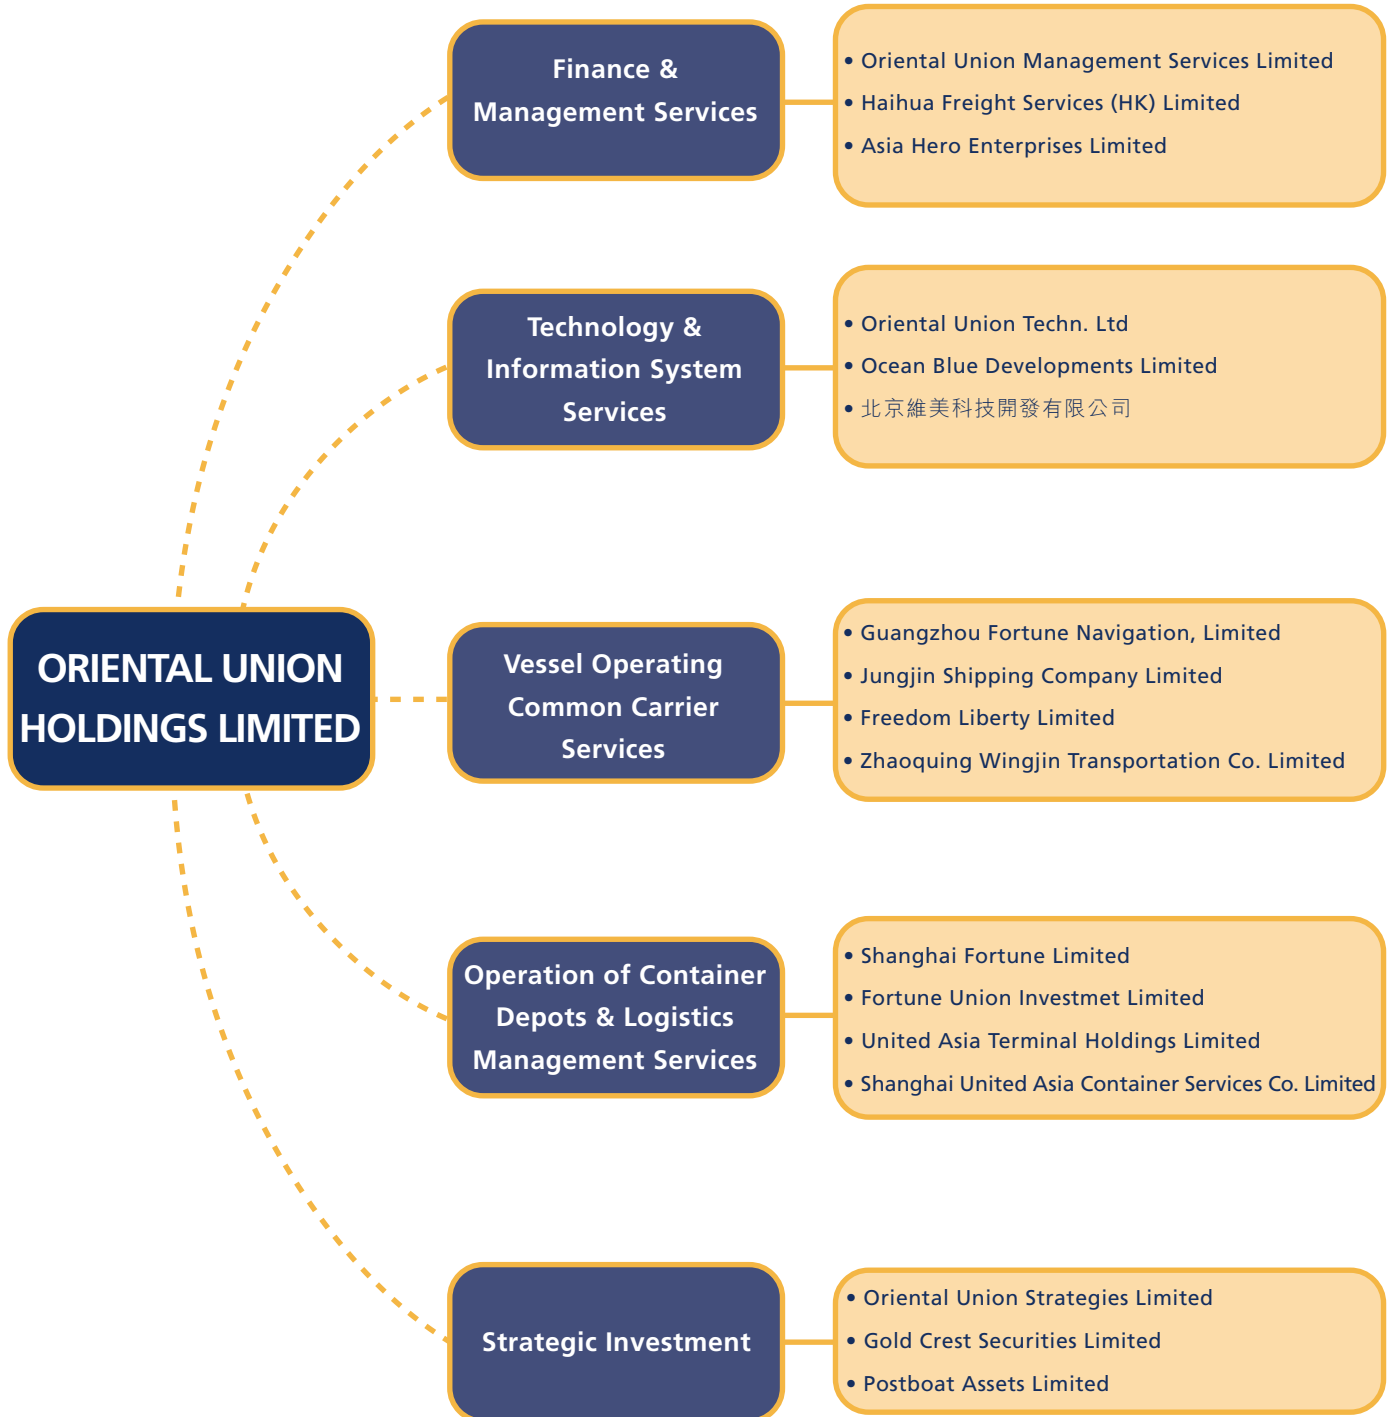 Finance &
Management Services
• Oriental Union Management Services Limited
• Haihua Freight Services (HK) Limited
• Asia Hero Enterprises Limited
Technology &
Information System
Services
• Oriental Union Techn. Ltd
• Ocean Blue Developments Limited
• 北京維美科技開發有限公司
ORIENTAL UNION
HOLDINGS LIMITED
Vessel Operating
Common Carrier
Services
• Guangzhou Fortune Navigation, Limited
• Jungjin Shipping Company Limited
• Freedom Liberty Limited
• Zhaoquing Wingjin Transportation Co. Limited
Operation of Container
Depots & Logistics
Management Services
• Shanghai Fortune Limited
• Fortune Union Investmet Limited
• United Asia Terminal Holdings Limited
• Shanghai United Asia Container Services Co. Limited
Strategic Investment
• Oriental Union Strategies Limited
• Gold Crest Securities Limited
• Postboat Assets Limited